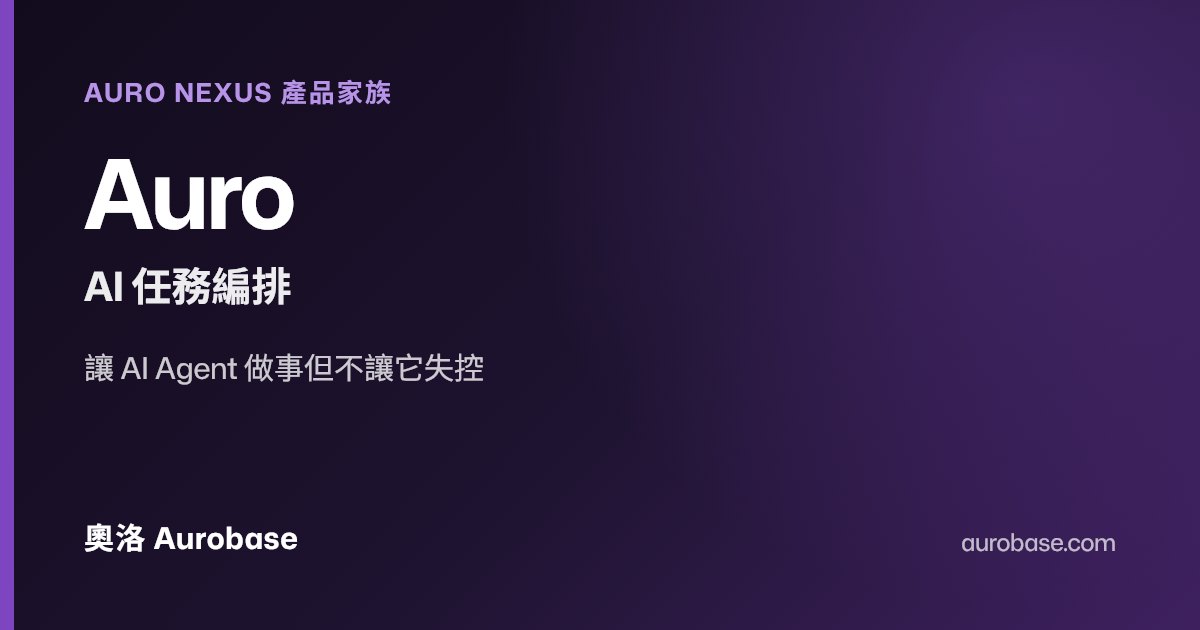 AURO NEXUS 產品家族
Auro
AI 任務編排
讓 AI Agent 做事但不讓它失控
奧洛 Aurobase
aurobase.com